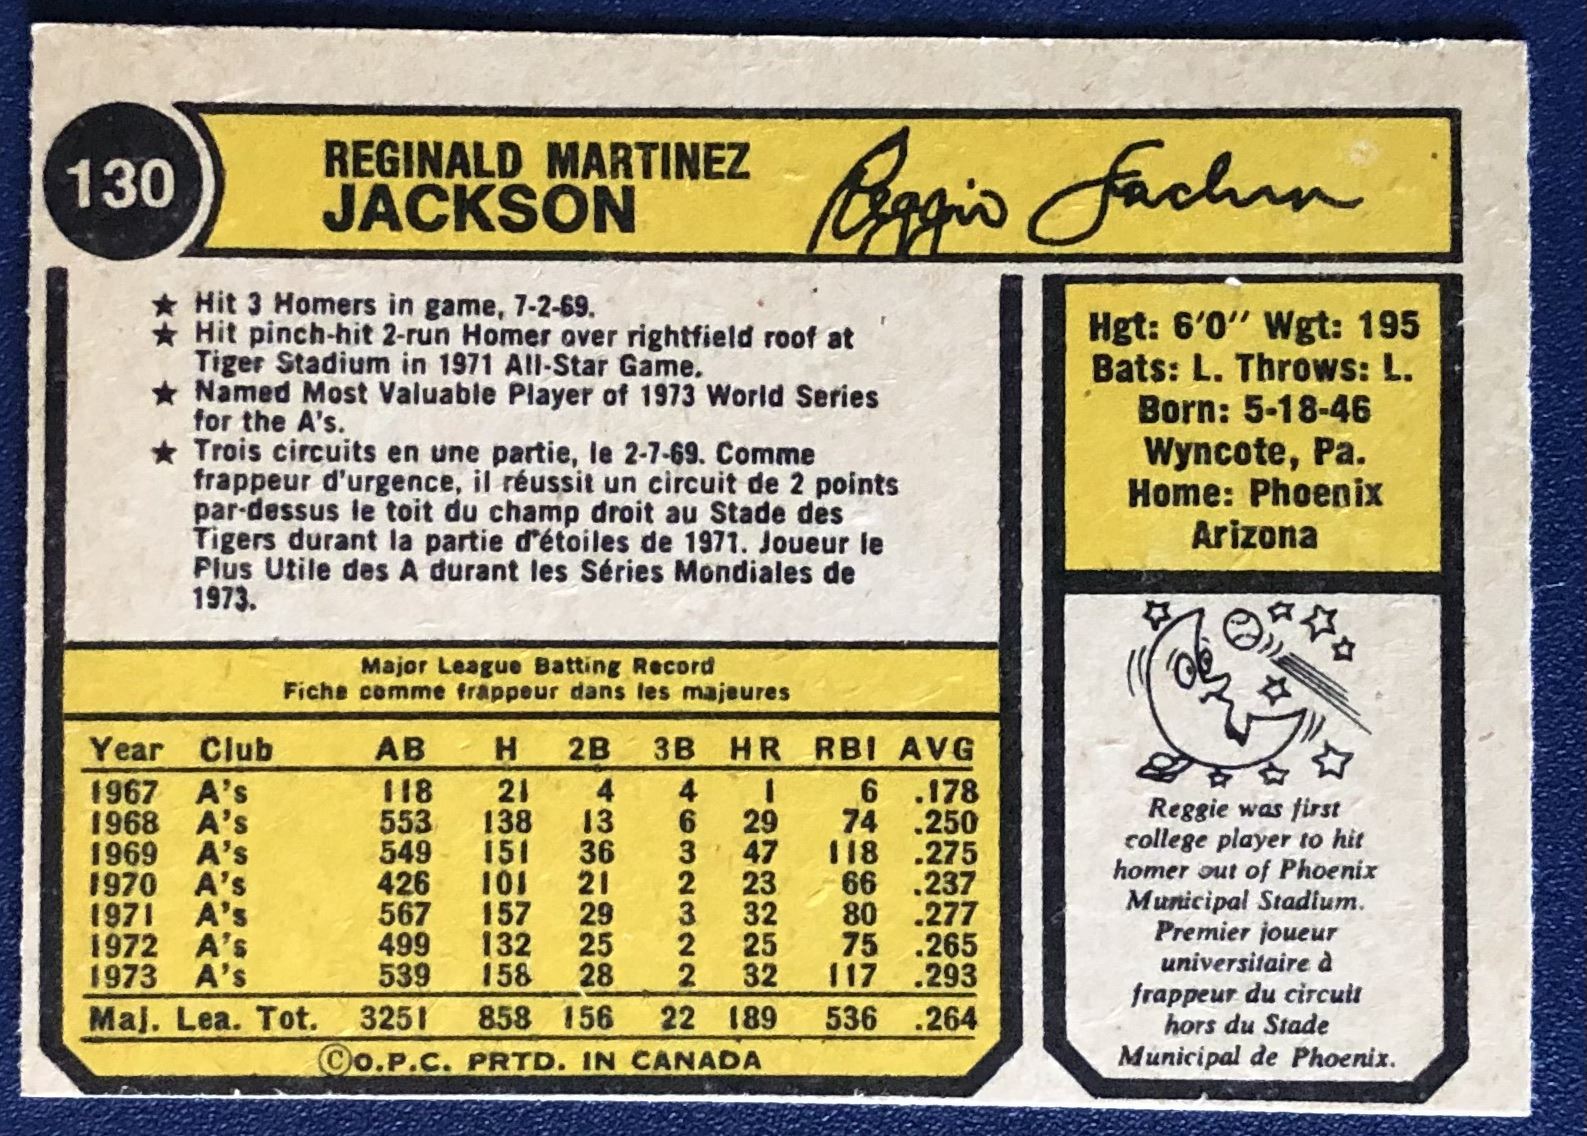 130
REGINALD MARTINEZ
JACKSON
Reggie Jackson
★ Hit 3 Homers in game, 7-2-69.
★ Hit pinch-hit 2-run Homer over rightfield roof at
Tiger Stadium in 1971 All-Star Game.
★ Named Most Valuable Player of 1973 World Series
for the A's.
★ Trois circuits en une partie, le 2-7-69. Comme
frappeur d'urgence, il réussit un circuit de 2 points
par-dessus le toit du champ droit au Stade des
Tigers durant la partie d'étoiles de 1971. Joueur le
Plus Utile des A durant les Séries Mondiales de
1973.
Major League Batting Record
Fiche comme frappeur dans les majeures
Year Club AB H 2B 3B HR RBI AVG
1967 A's 118 21 4 4 1 6 .178
1968 A's 553 138 13 6 29 74 .250
1969 A's 549 151 36 3 47 118 .275
1970 A's 426 101 21 2 23 66 .237
1971 A's 567 157 29 3 32 80 .277
1972 A's 499 132 25 2 25 75 .265
1973 A's 539 158 28 2 32 117 .293
Maj. Lea. Tot. 3251 858 156 22 189 536 .264
©O.P.C. PRTD. IN CANADA
Hgt: 6'0" Wgt: 195
Bats: L. Throws: L.
Born: 5-18-46
Wyncote, Pa.
Home: Phoenix
Arizona
Reggie was first
college player to hit
homer out of Phoenix
Municipal Stadium.
Premier joueur
universitaire à
frappeur du circuit
hors du Stade
Municipal de Phoenix.